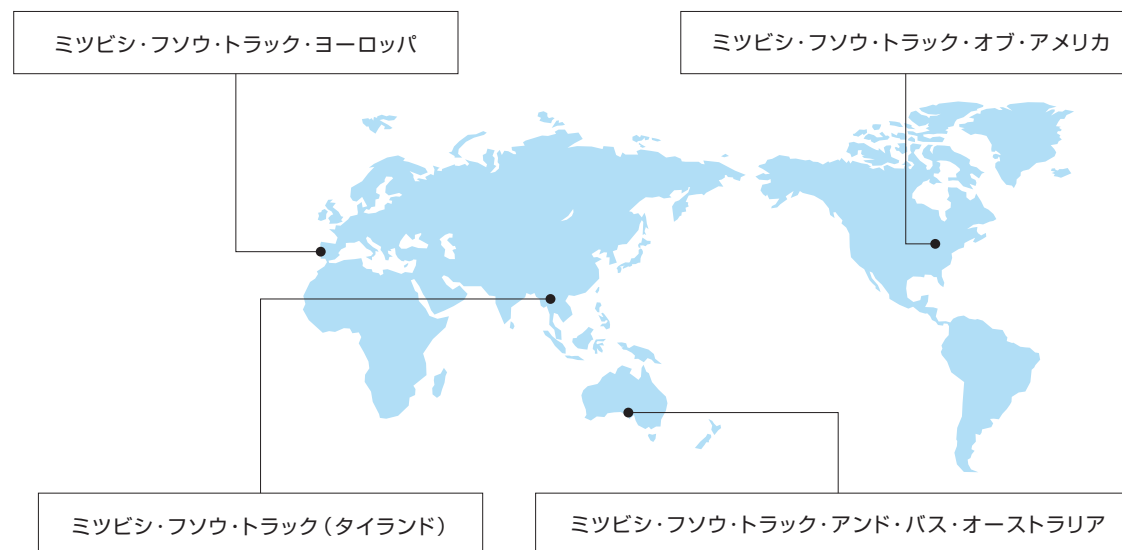 ミツビシ・フソウ・トラック・ヨーロッパ
ミツビシ・フソウ・トラック・オブ・アメリカ
ミツビシ・フソウ・トラック（タイランド）
ミツビシ・フソウ・トラック・アンド・バス・オーストラリア